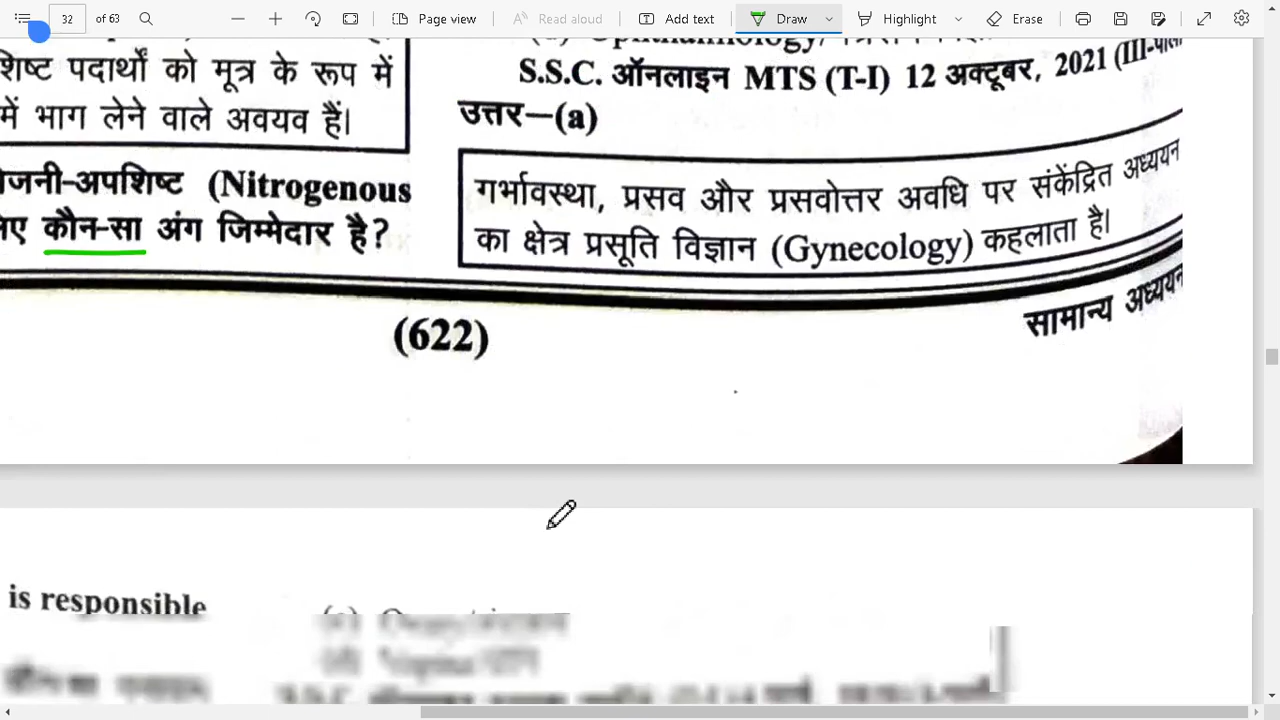 32 of 63
Page view
Read aloud
Add text
Draw
Highlight
Erase
शिष्ट पदार्थों को मूत्र के रूप में
में भाग लेने वाले अवयव हैं।
जनी-अपशिष्ट (Nitrogenous
कौन-सा अंग जिम्मेदार है?
(622)
S.S.C. ऑनलाइन MTS (T-I) 12 अक्टूबर, 2021
उत्तर—(a)
गर्भावस्था, प्रसव और प्रसवोत्तर अवधि पर संकेंद्रित अध्ययन
का क्षेत्र प्रसूति विज्ञान (Gynecology) कहलाता है।
सामान्य अध्ययन
is responsible